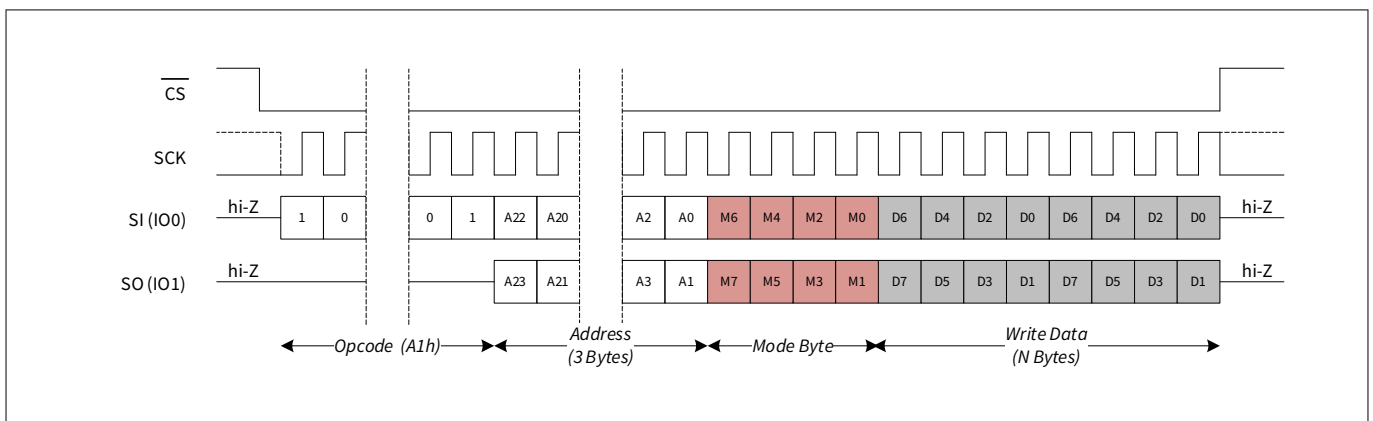 CS
SCK
SI (IO0) hi-Z 1 0 0 1 A22 A20 A2 A0 M6 M4 M2 M0 D6 D4 D2 D0 D6 D4 D2 D0 hi-Z
SO (IO1) hi-Z A23 A21 A3 A1 M7 M5 M3 M1 D7 D5 D3 D1 D7 D5 D3 D1 hi-Z
Opcode (A1h) Address Mode Byte Write Data
(3 Bytes) (N Bytes)